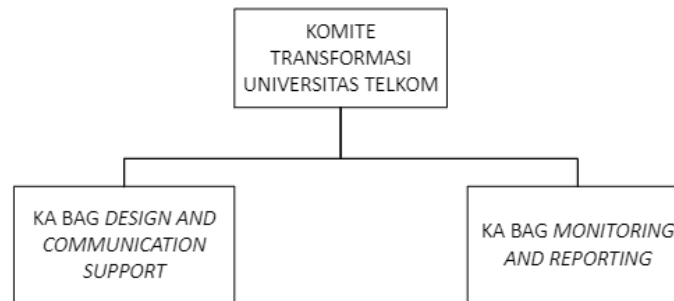 KOMITE
TRANSFORMASI
UNIVERSITAS TELKOM
KA BAG DESIGN AND
COMMUNICATION
SUPPORT
KA BAG MONITORING
AND REPORTING